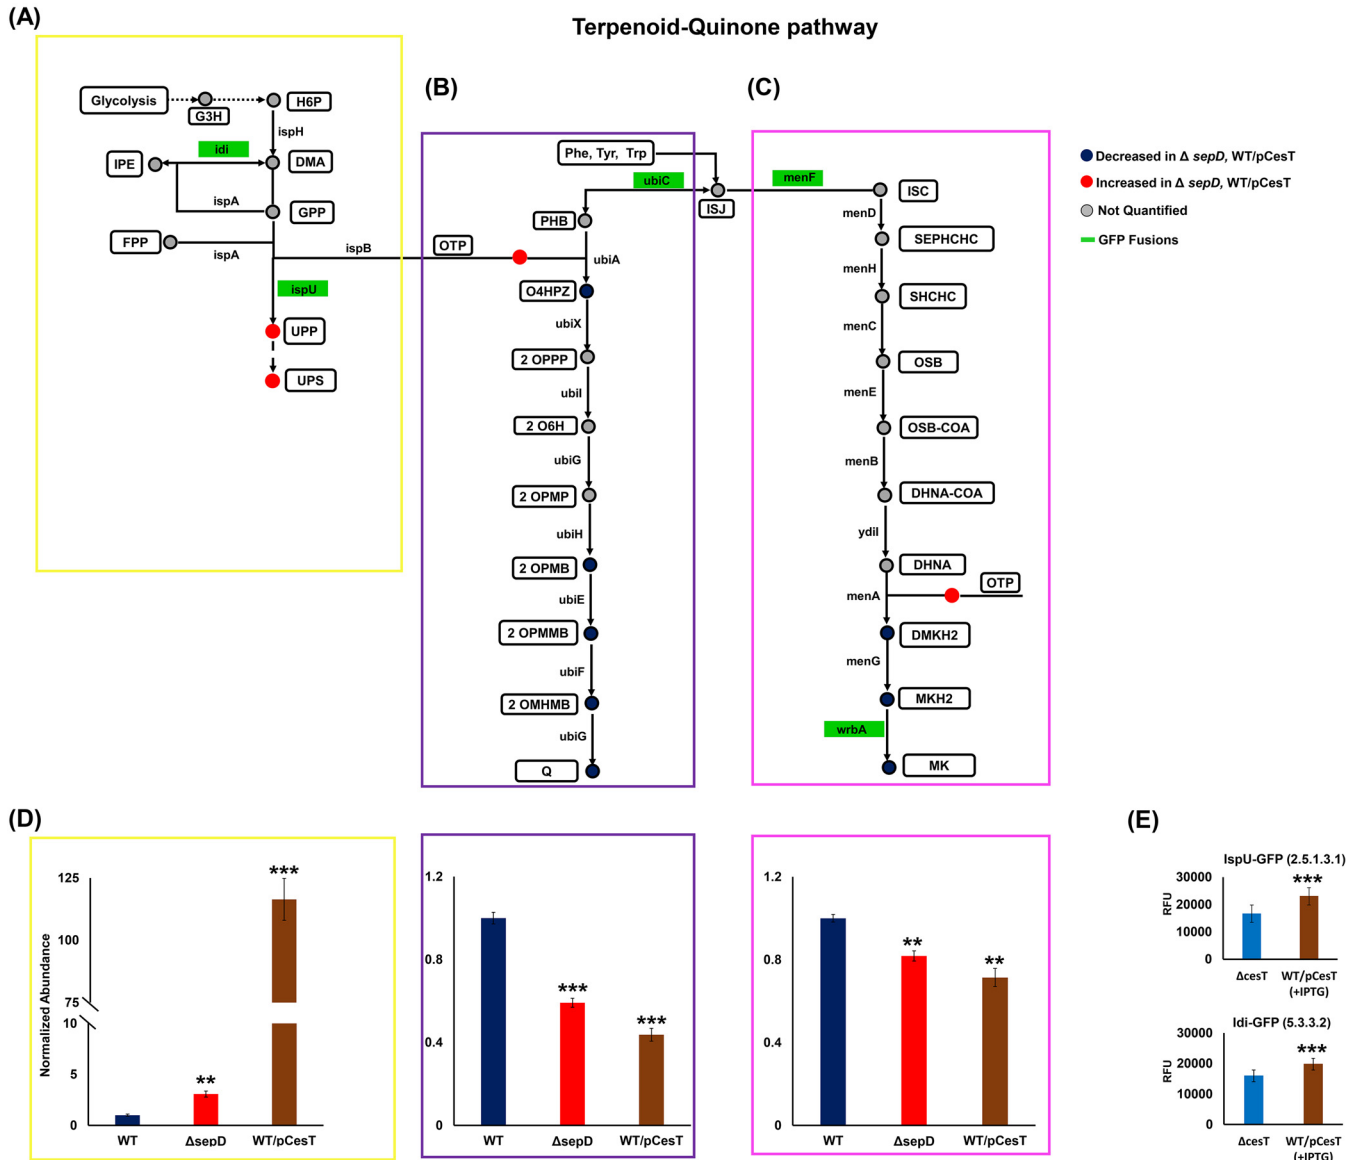 (A)
Terpenoid-Quinone pathway
Glycolysis
G3H
H6P
ispH
idi
IPE
DMA
ispA
GPP
FPP
ispA
ispB
ispU
UPP
UPS
(B)
Phe, Tyr, Trp
ubiC
ISJ
PHB
OTP
ubiA
O4HPZ
ubiX
2 OPPP
ubiI
2 O6H
ubiG
2 OPMP
ubiH
2 OPMB
ubiE
2 OPMMB
ubiF
2 OMHMB
ubiG
Q
(C)
menF
ISC
menD
SEPHCHC
menH
SHCHC
menC
OSB
menE
OSB-COA
menB
DHNA-COA
ydiI
DHNA
OTP
menA
DMKH2
menG
MKH2
wrbA
MK
Decreased in Δ sepD, WT/pCesT
Increased in Δ sepD, WT/pCesT
Not Quantified
GFP Fusions
(D)
Normalized Abundance
125
100
75
10
5
0
***
**
WT
ΔsepD
WT/pCesT
1.2
0.8
0.4
0
***
***
WT
ΔsepD
WT/pCesT
1.2
0.8
0.4
0
**
**
WT
ΔsepD
WT/pCesT
(E)
IspU-GFP (2.5.1.3.1)
RFU
30000
20000
10000
0
***
ΔcesT
WT/pCesT
(+IPTG)
Idi-GFP (5.3.3.2)
RFU
30000
20000
10000
0
***
ΔcesT
WT/pCesT
(+IPTG)